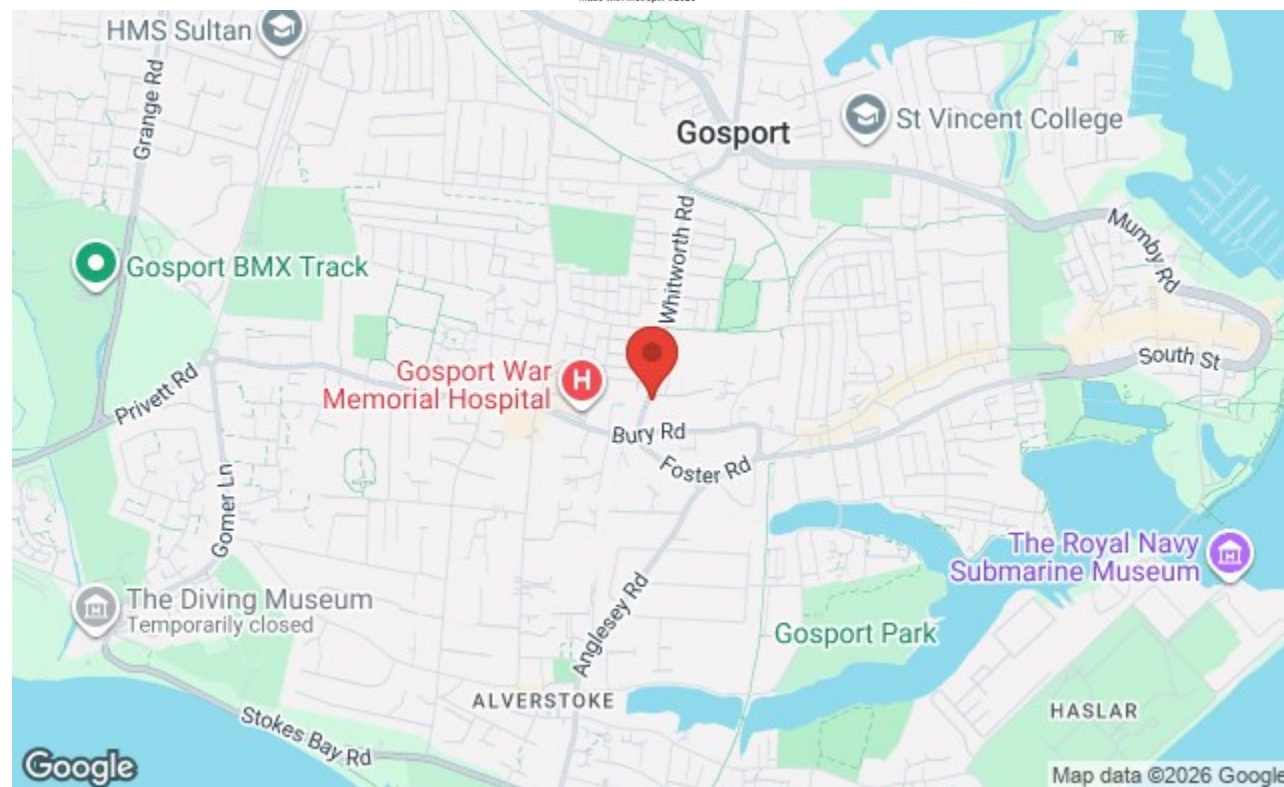 HMS Sultan
Grange Rd
Gosport
St Vincent College
Mumby Rd
Whitworth Rd
Gosport BMX Track
South St
Privett Rd
Gosport War
Memorial Hospital
Bury Rd
Foster Rd
Gomer Ln
The Royal Navy
Submarine Museum
The Diving Museum
Temporarily closed
Anglesey Rd
Gosport Park
ALVERSTOKE
HASLAR
Stokes Bay Rd
Google
Map data ©2026 Google